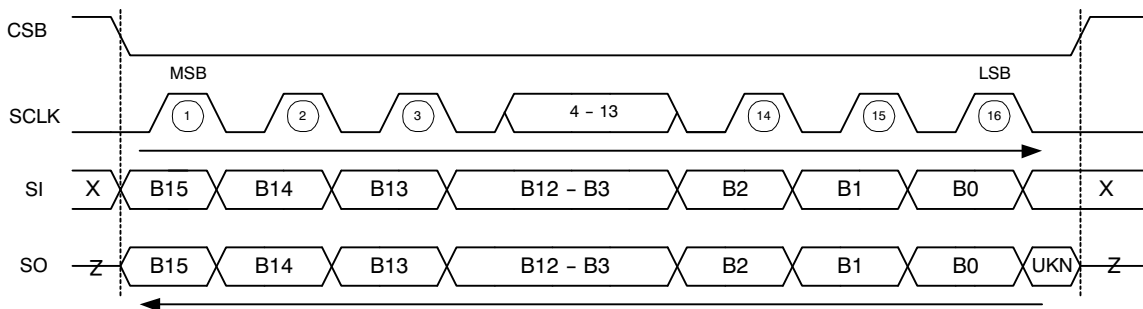 CSB
MSB LSB
SCLK 1 2 3 4 – 13 14 15 16
SI X B15 B14 B13 B12 – B3 B2 B1 B0 X
SO Z B15 B14 B13 B12 – B3 B2 B1 B0 UKN Z